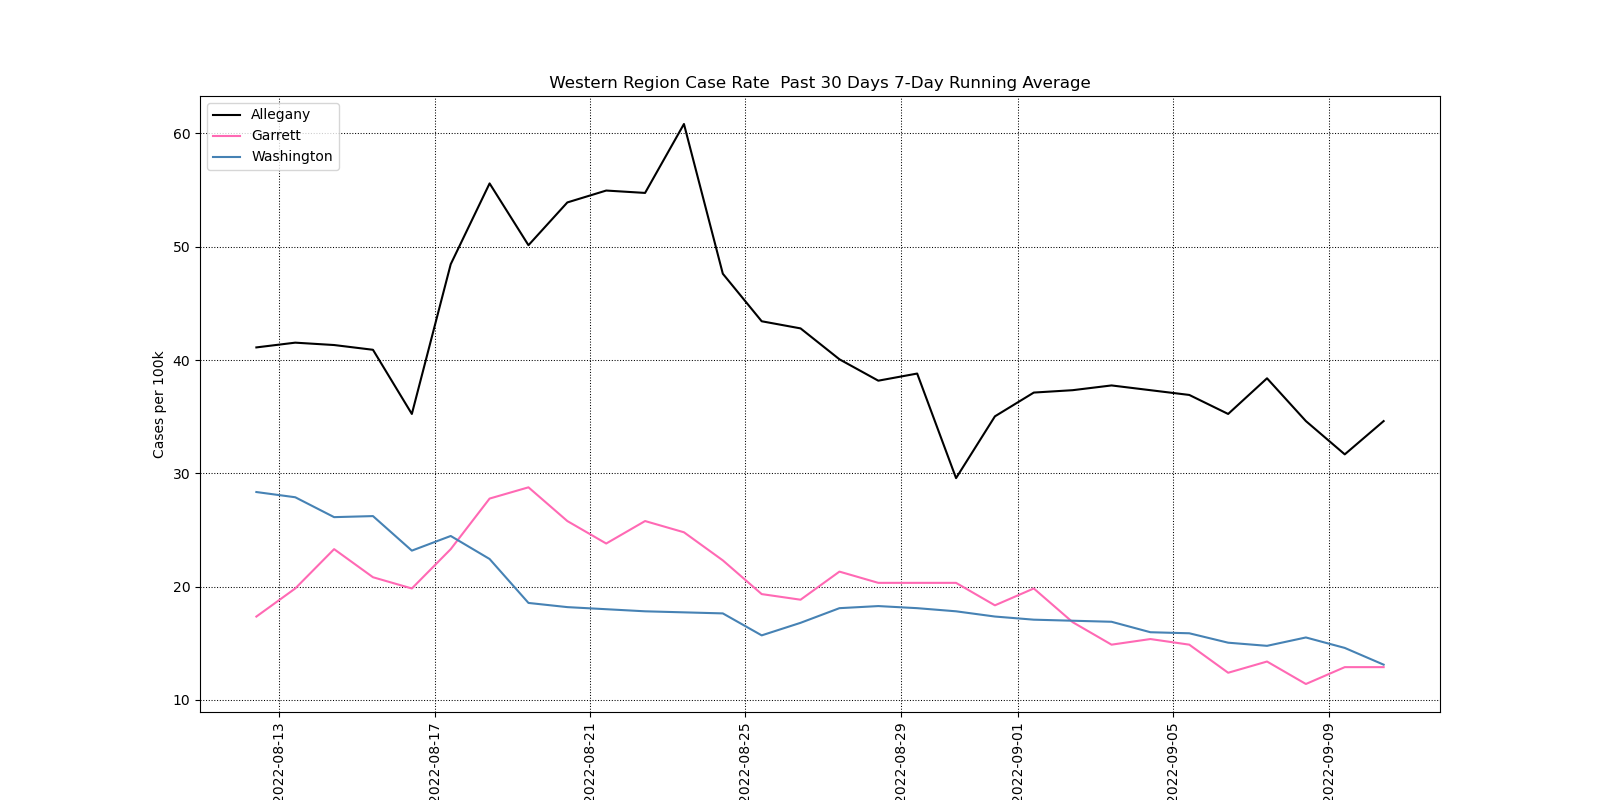 Western Region Case Rate  Past 30 Days 7-Day Running Average
Allegany
Garrett
Washington
Cases per 100k
60
50
40
30
20
10
2022-08-13
2022-08-17
2022-08-21
2022-08-25
2022-08-29
2022-09-01
2022-09-05
2022-09-09